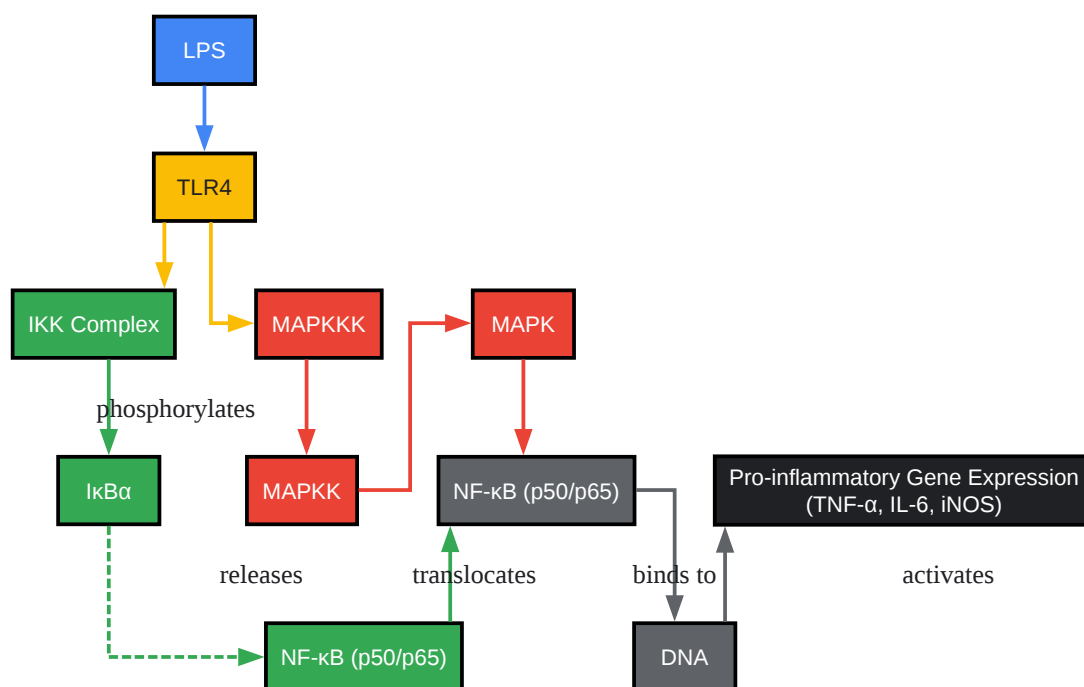 LPS
TLR4
IKK Complex
MAPKKK
MAPK
phosphorylates
IκBα
MAPKK
NF-κB (p50/p65)
Pro-inflammatory Gene Expression
(TNF-α, IL-6, iNOS)
releases
translocates
binds to
activates
NF-κB (p50/p65)
DNA